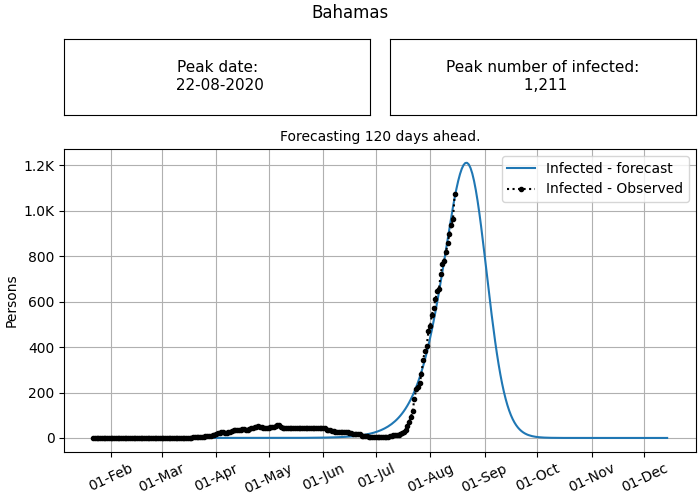 Bahamas
Peak date:
22-08-2020
Peak number of infected:
1,211
Forecasting 120 days ahead.
Infected - forecast
Infected - Observed
1.2K
1.0K
800
600
400
200
0
Persons
01-Feb
01-Mar
01-Apr
01-May
01-Jun
01-Jul
01-Aug
01-Sep
01-Oct
01-Nov
01-Dec